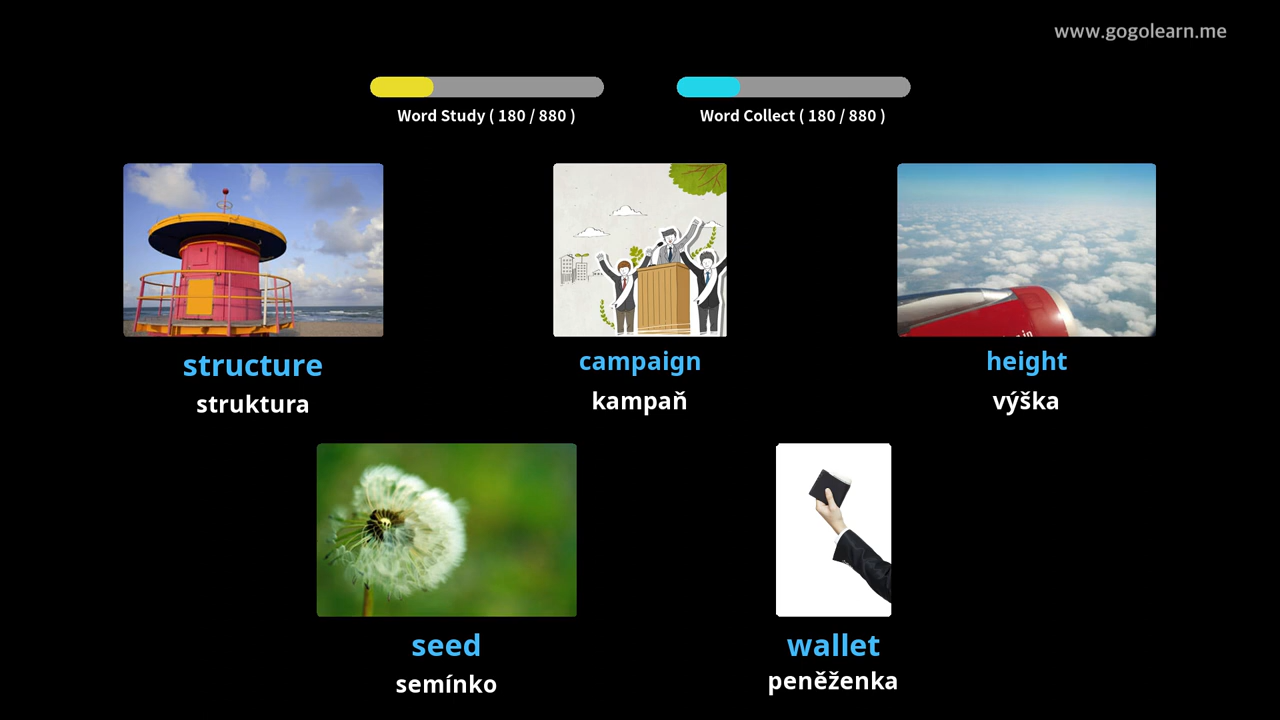 www.gogolearn.me
Word Study ( 180 / 880 )
Word Collect ( 180 / 880 )
structure
struktura
campaign
kampaň
height
výška
seed
semínko
wallet
peněženka